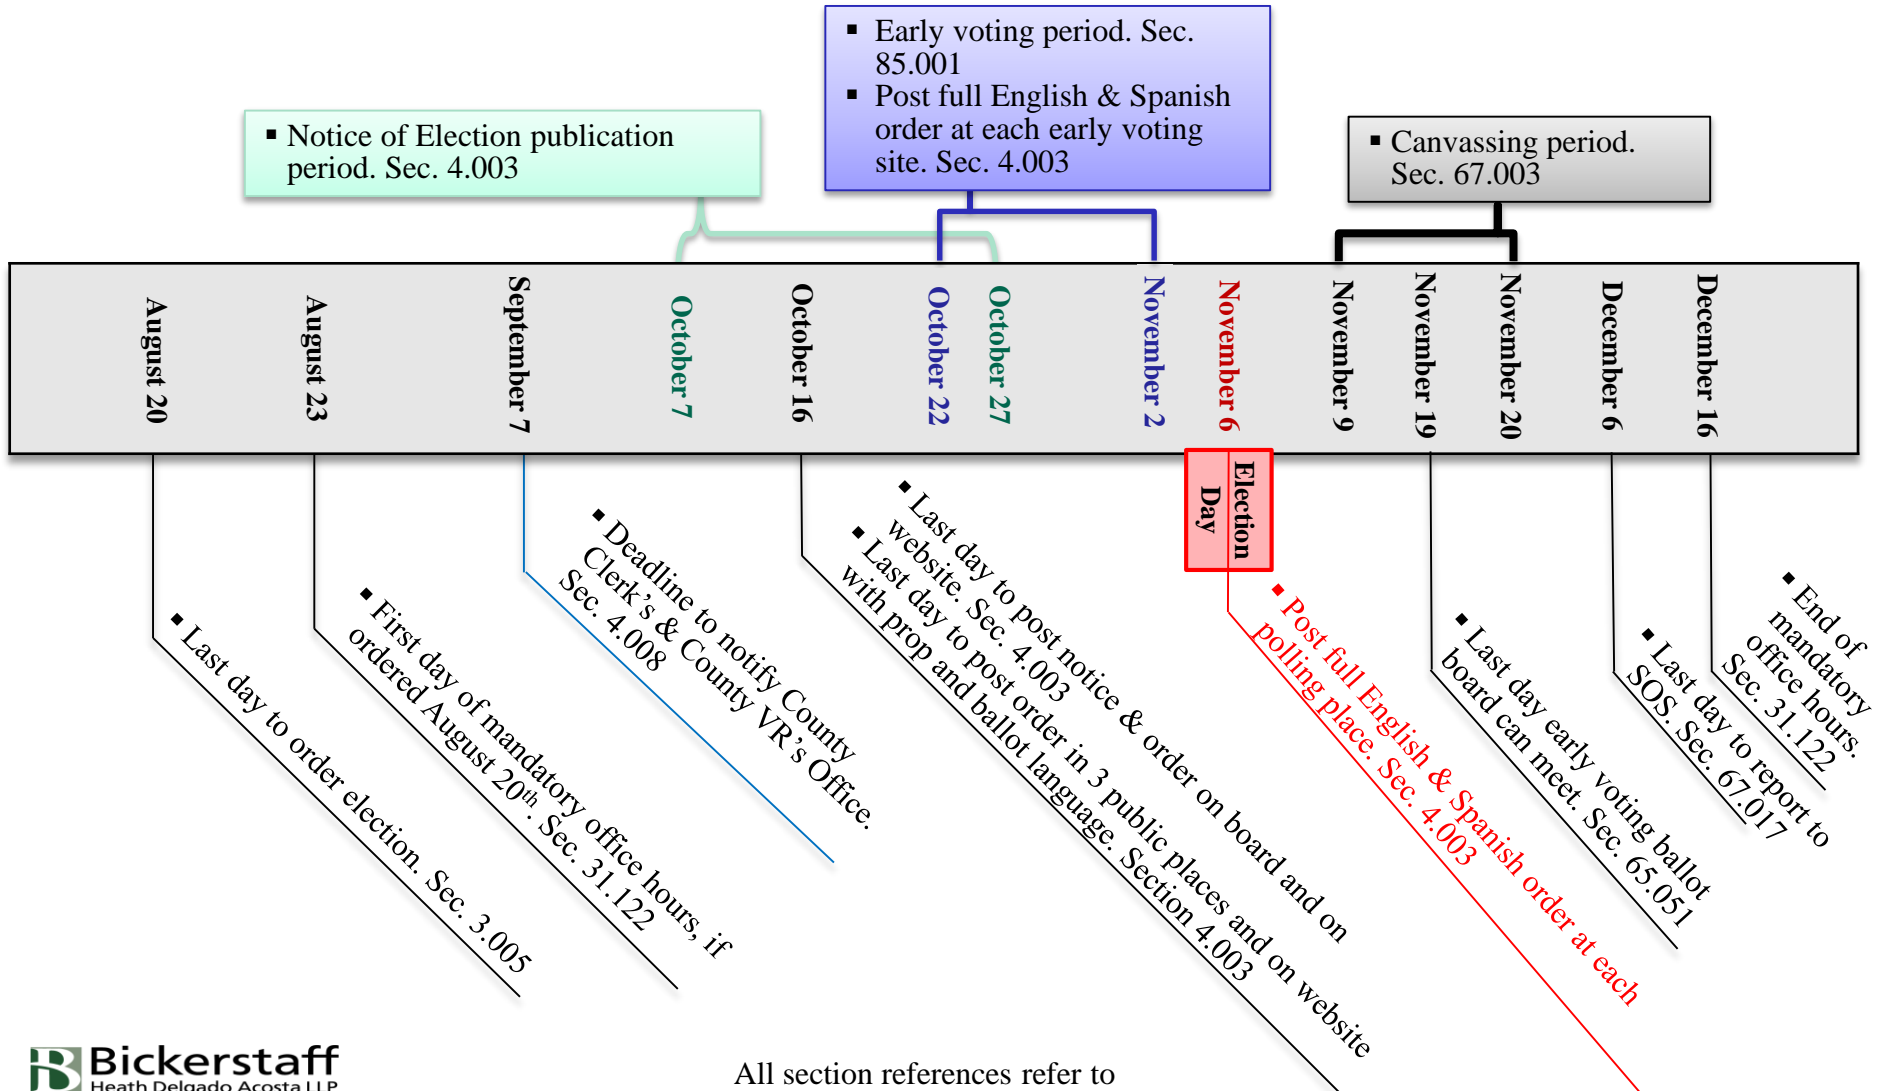 ▪ Early voting period. Sec.
85.001
▪ Post full English & Spanish
order at each early voting
site. Sec. 4.003
▪ Notice of Election publication
period. Sec. 4.003
▪ Canvassing period.
Sec. 67.003
August 20
August 23
September 7
October 7
October 16
October 22
October 27
November 2
November 6
November 9
November 19
November 20
December 6
December 16
Election
Day
▪ Last day to order election. Sec. 3.005
▪ First day of mandatory office hours, if
ordered August 20th. Sec. 31.122
▪ Deadline to notify County
Clerk's & County VR's Office.
Sec. 4.008
▪ Last day to post notice & order on board and on
website. Sec. 4.003
▪ Last day to post order in 3 public places and on website
with prop and ballot language. Section 4.003
▪ Post full English & Spanish order at each
polling place. Sec. 4.003
▪ Last day early voting ballot
board can meet. Sec. 65.051
▪ Last day to report to
SOS. Sec. 67.017
▪ End of
mandatory
office hours.
Sec. 31.122
Bickerstaff
Heath Delgado Acosta LLP
All section references refer to